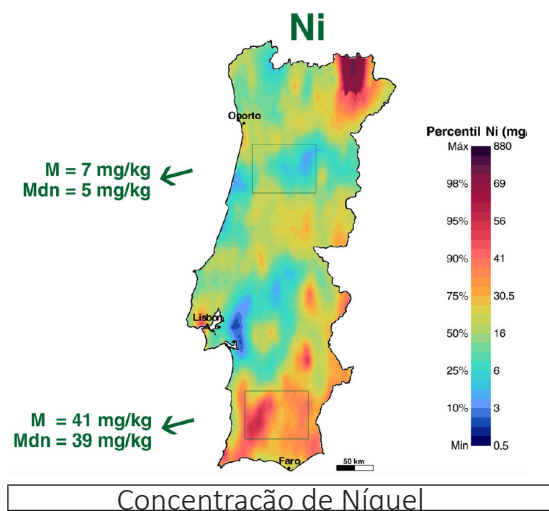 Ni
Oporto
M = 7 mg/kg
Mdn = 5 mg/kg
Lisbon
M = 41 mg/kg
Mdn = 39 mg/kg
Faro
50 km
Percentil Ni (mg/
Máx 880
98% 69
95% 56
90% 41
75% 30.5
50% 16
25% 6
10% 3
Min 0.5
Concentração de Níquel